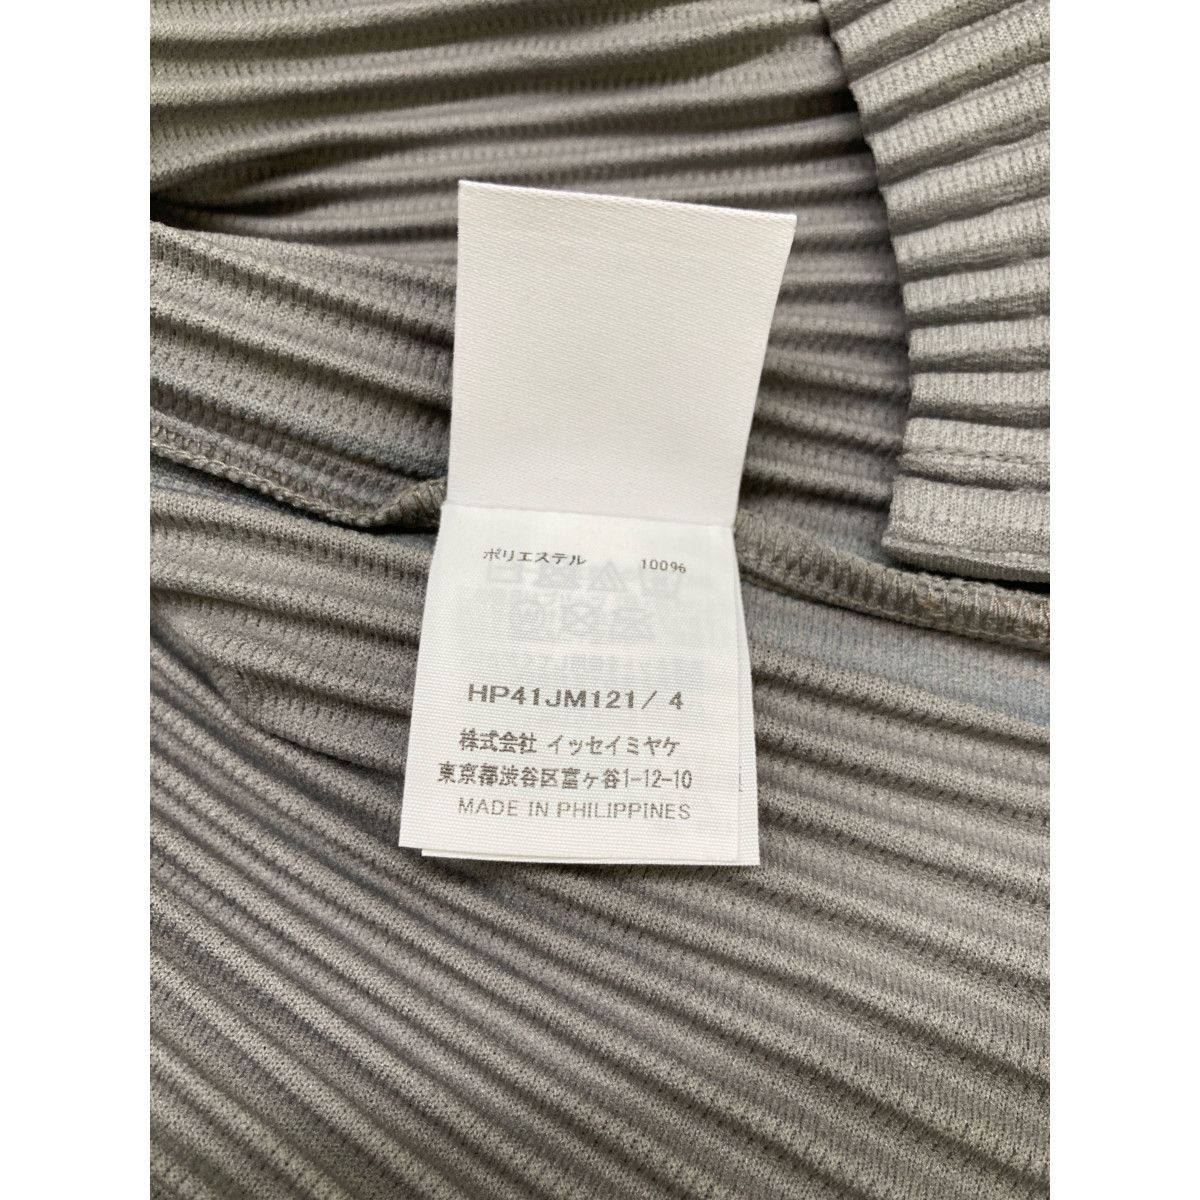 ポリエステル 100%
HP41JM121/ 4
株式会社 イッセイミヤケ
東京都渋谷区富ヶ谷1-12-10
MADE IN PHILIPPINES